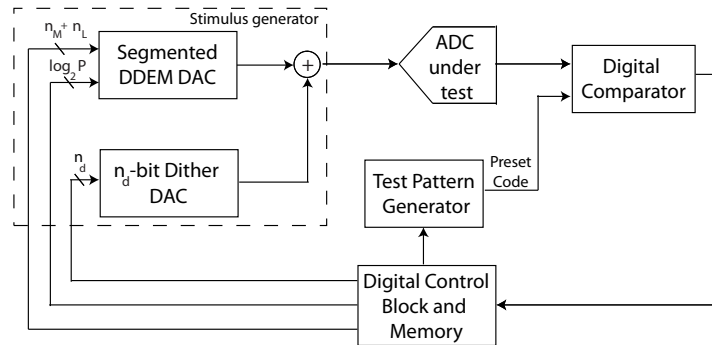 Stimulus generator
n_M + n_L
log_2 P
Segmented
DDEM DAC
+
ADC
under
test
Digital
Comparator
n_d
n_d-bit Dither
DAC
Test Pattern
Generator
Preset
Code
Digital Control
Block and
Memory